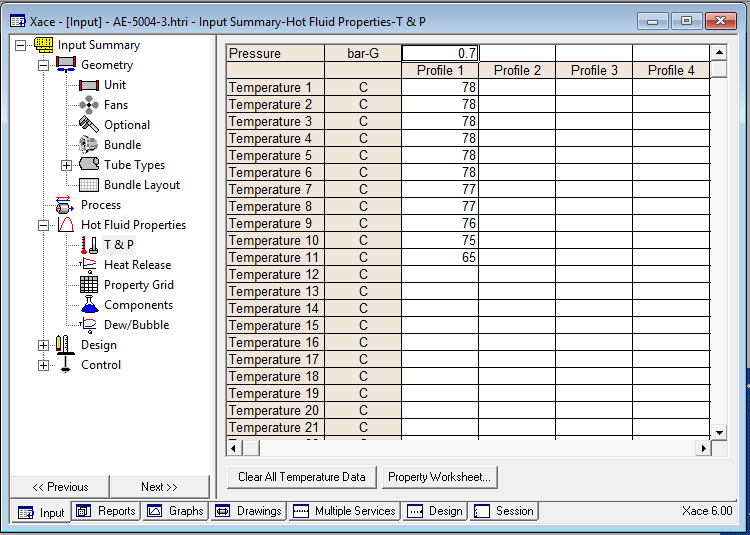 Xace - [Input] - AE-5004-3.htri - Input Summary-Hot Fluid Properties-T & P
Input Summary
Geometry
Unit
Fans
Optional
Bundle
Tube Types
Bundle Layout
Process
Hot Fluid Properties
T & P
Heat Release
Property Grid
Components
Dew/Bubble
Design
Control
<< Previous Next >>
Pressure bar-G 0.7
Profile 1 Profile 2 Profile 3 Profile 4
Temperature 1 C 78
Temperature 2 C 78
Temperature 3 C 78
Temperature 4 C 78
Temperature 5 C 78
Temperature 6 C 78
Temperature 7 C 77
Temperature 8 C 77
Temperature 9 C 76
Temperature 10 C 75
Temperature 11 C 65
Temperature 12 C
Temperature 13 C
Temperature 14 C
Temperature 15 C
Temperature 16 C
Temperature 17 C
Temperature 18 C
Temperature 19 C
Temperature 20 C
Temperature 21 C
Clear All Temperature Data Property Worksheet...
Input Reports Graphs Drawings Multiple Services Design Session Xace 6.00